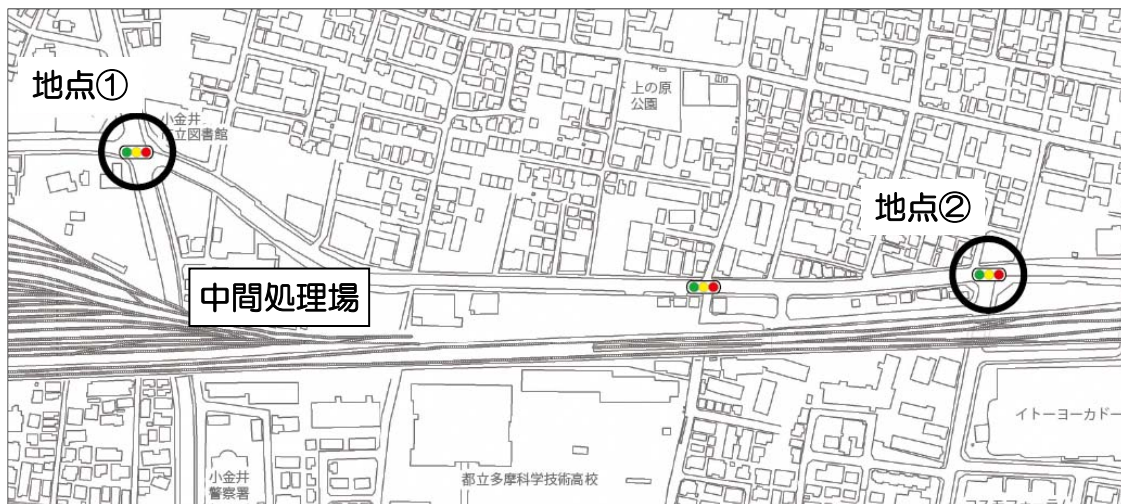 地点①
小金井
市立図書館
上の原
公園
地点②
中間処理場
イトーヨーカドー
小金井
警察署
都立多摩科学技術高校